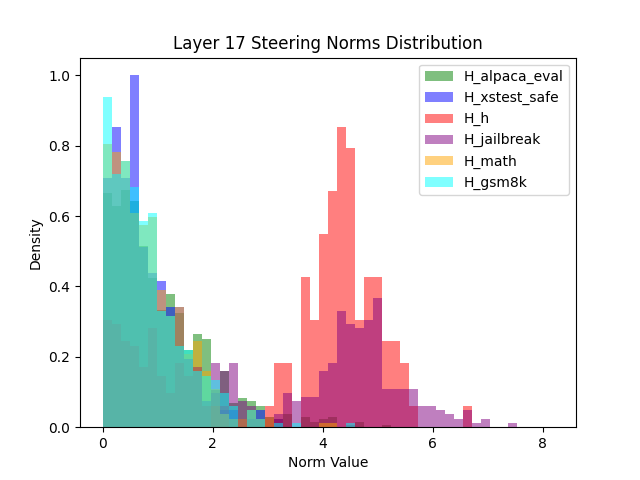 Layer 17 Steering Norms Distribution
1.0
0.8
0.6
0.4
0.2
0.0
Density
H_alpaca_eval
H_xstest_safe
H_h
H_jailbreak
H_math
H_gsm8k
0
2
4
6
8
Norm Value